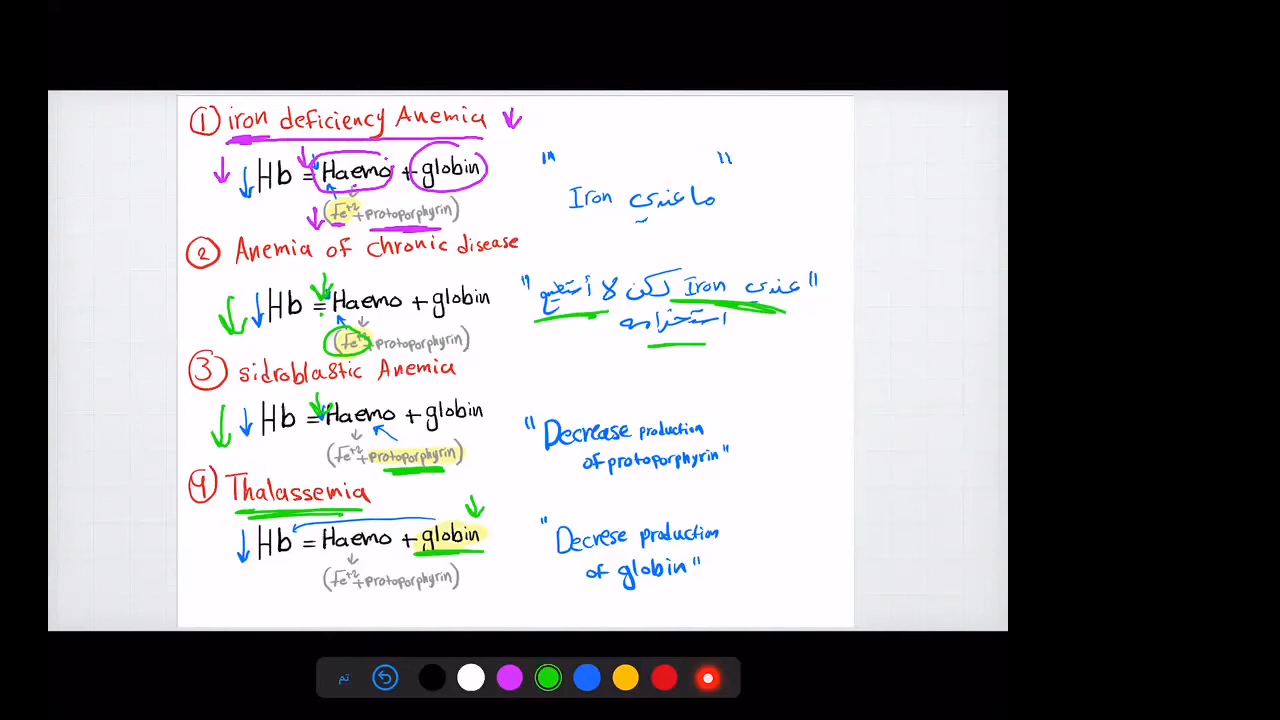 ① iron deficiency Anemia ↓
↓ ↓ Hb = Haemo + globin
(Fe+2 + Protoporphyrin)
" ما عندي Iron "
② Anemia of chronic disease
↓ ↓ Hb = Haemo + globin
(Fe+2 + Protoporphyrin)
" عندي Iron لكن لا أستطيع "
استخدامه
③ sidroblastic Anemia
↓ ↓ Hb = Haemo + globin
(Fe+2 + Protoporphyrin)
" Decrease production
of protoporphyrin "
④ Thalassemia
↓ Hb = Haemo + globin
(Fe+2 + Protoporphyrin)
" Decrese production
of globin "
تم